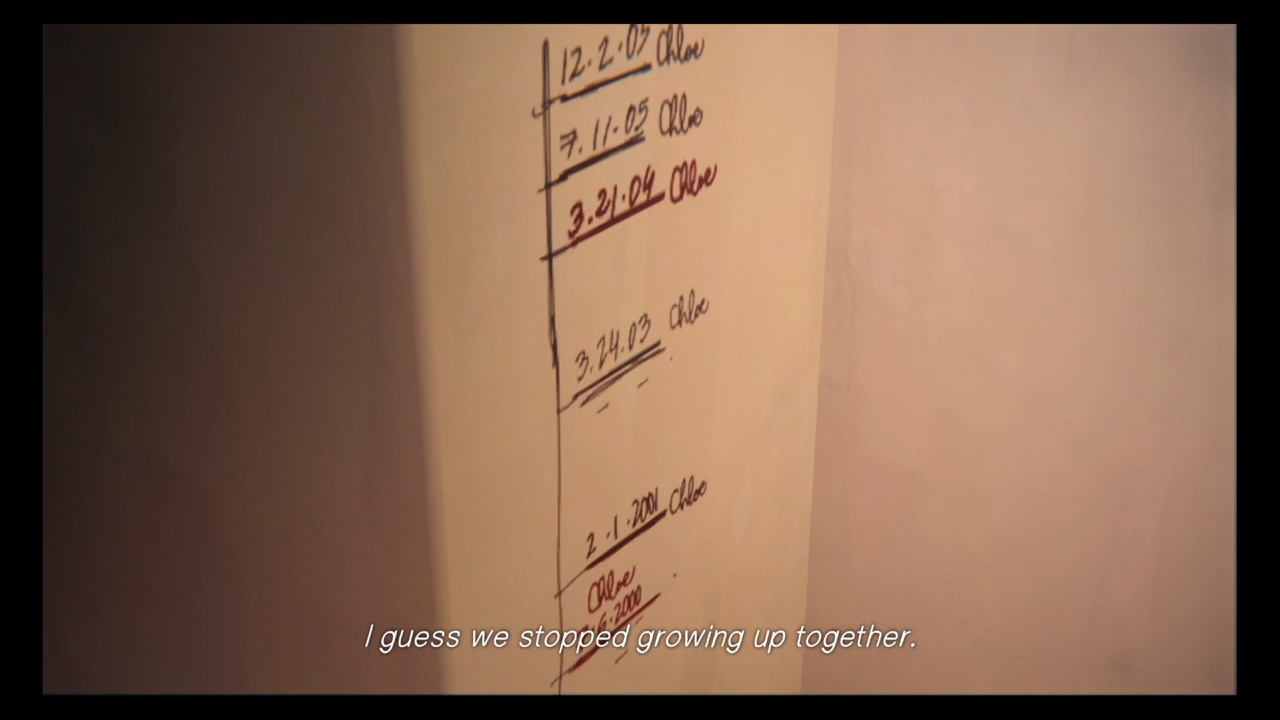 12.2.05 Chloe
7.11.05 Chloe
3.21.04 Chloe
3.24.03 Chloe
2.1.2001 Chloe
Chloe
I guess we stopped growing up together.